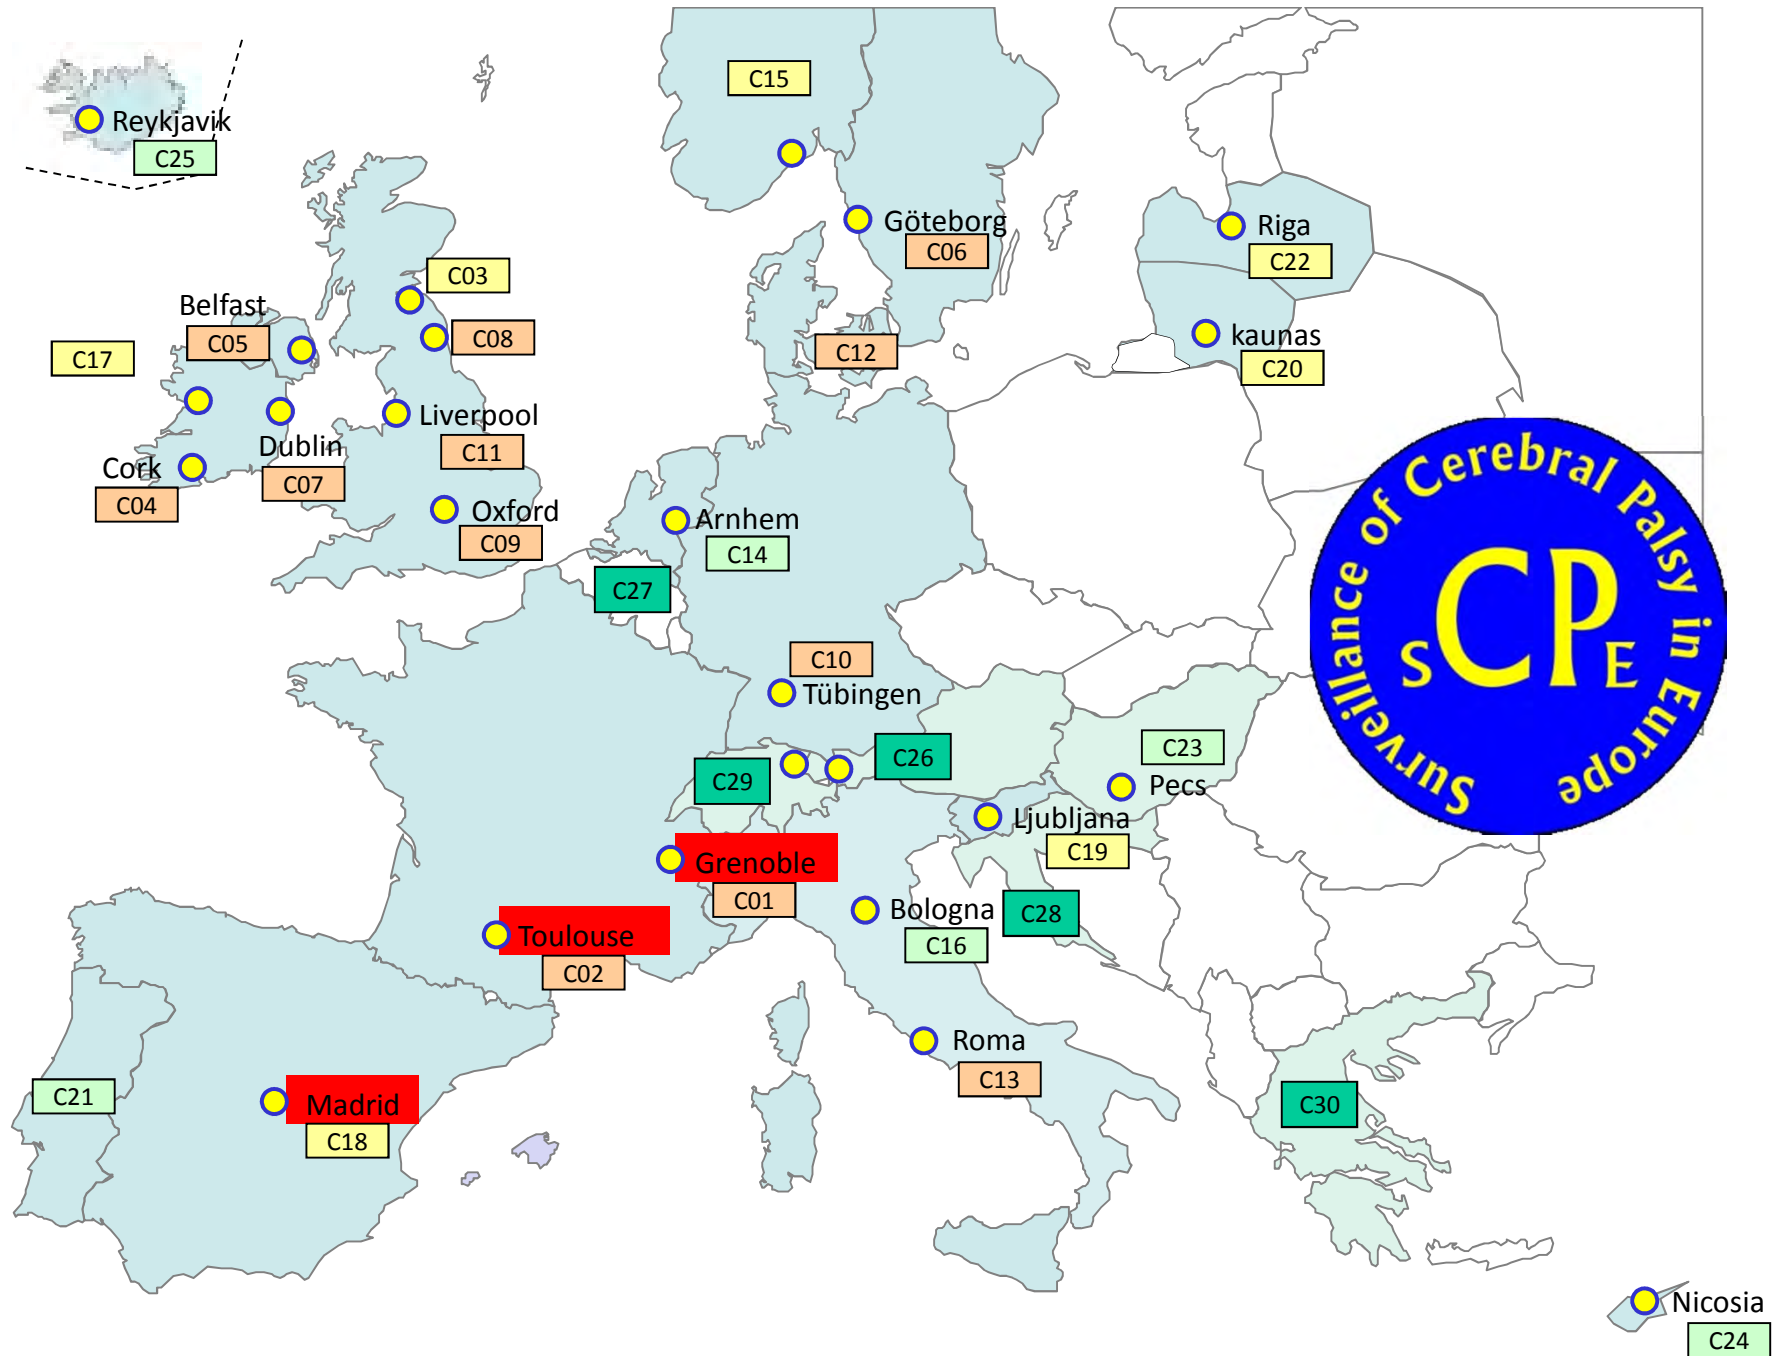 C15
Reykjavik
C25
Göteborg
C06
Riga
C22
C03
Belfast
C05
C08
C17
C12
kaunas
C20
Liverpool
C11
Dublin
C07
Cork
C04
Oxford
C09
Arnhem
C14
C27
Surveillance of Cerebral Palsy in Europe
SCPE
C10
Tübingen
C26
C29
C23
Pecs
Ljubljana
C19
Grenoble
C01
Bologna
C16
C28
Toulouse
C02
Roma
C13
Madrid
C18
C21
C30
Nicosia
C24